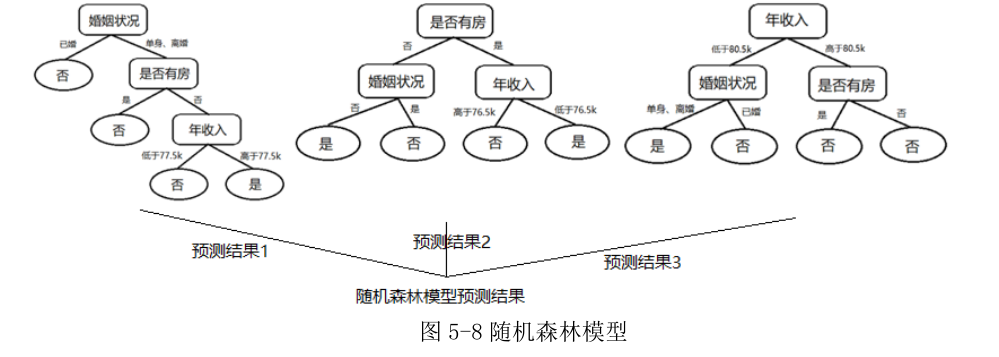 婚姻状况
已婚
单身、离婚
否
是否有房
是
否
否
年收入
低于77.5k
高于77.5k
否
是
是否有房
否
是
婚姻状况
年收入
否
是
高于76.5k
低于76.5k
是
否
否
是
年收入
低于80.5k
高于80.5k
婚姻状况
是否有房
单身、离婚
已婚
是
否
是
否
否
否
预测结果1
预测结果2
预测结果3
随机森林模型预测结果
图 5-8 随机森林模型